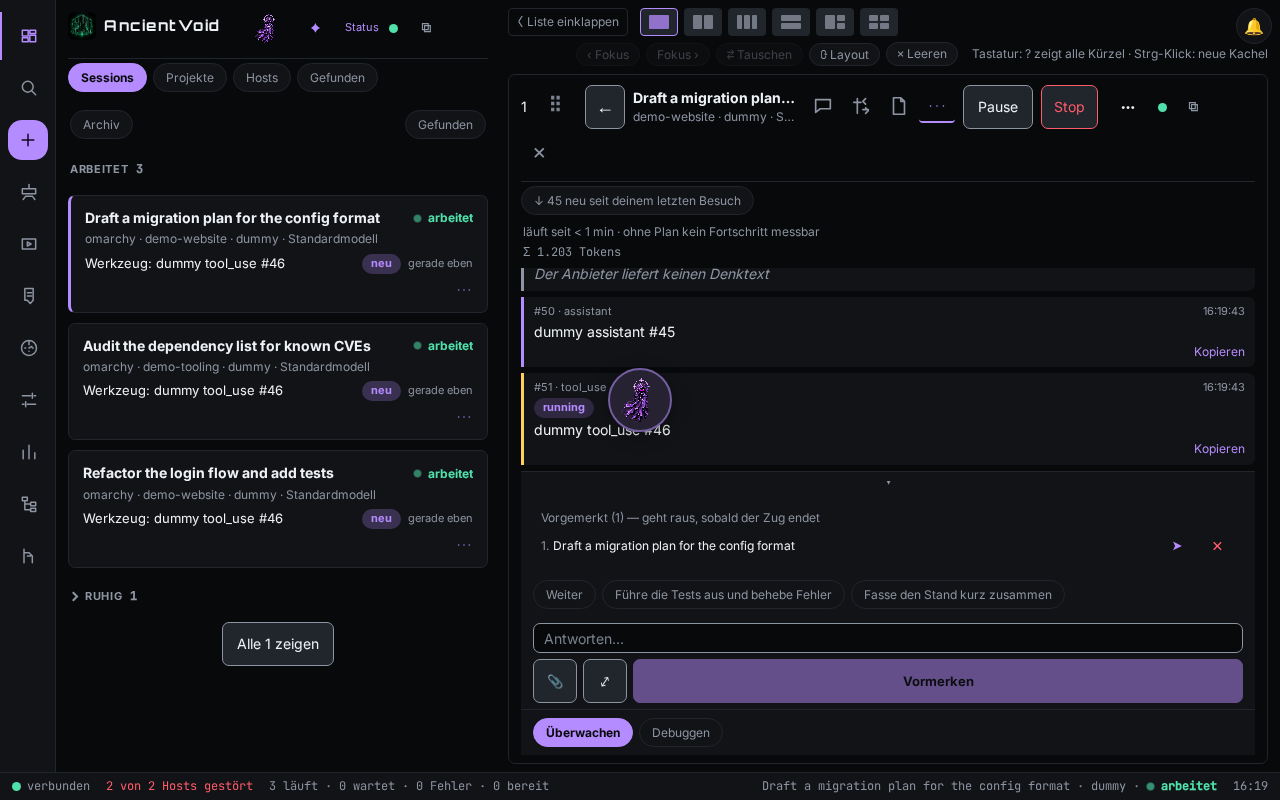 AncientVoid
Status
Sessions
Projekte
Hosts
Gefunden
Archiv
Gefunden
ARBEITET 3
Draft a migration plan for the config format
arbeitet
omarchy · demo-website · dummy · Standardmodell
Werkzeug: dummy tool_use #46
neu
gerade eben
...
Audit the dependency list for known CVEs
arbeitet
omarchy · demo-tooling · dummy · Standardmodell
Werkzeug: dummy tool_use #46
neu
gerade eben
...
Refactor the login flow and add tests
arbeitet
omarchy · demo-website · dummy · Standardmodell
Werkzeug: dummy tool_use #46
neu
gerade eben
...
RUHIG 1
Alle 1 zeigen
Liste einklappen
‹ Fokus
Fokus ›
⇄ Tauschen
Layout
× Leeren
Tastatur: ? zeigt alle Kürzel · Strg-Klick: neue Kachel
1
←
Draft a migration plan...
demo-website · dummy · S...
...
Pause
Stop
...
✕
↓ 45 neu seit deinem letzten Besuch
läuft seit < 1 min · ohne Plan kein Fortschritt messbar
Σ 1.203 Tokens
Der Anbieter liefert keinen Denktext
#50 · assistant
16:19:43
dummy assistant #45
Kopieren
#51 · tool_use
16:19:43
running
dummy tool_use #46
Kopieren
Vorgemerkt (1) — geht raus, sobald der Zug endet
1. Draft a migration plan for the config format
Weiter
Führe die Tests aus und behebe Fehler
Fasse den Stand kurz zusammen
Antworten...
Vormerken
Überwachen
Debuggen
verbunden
2 von 2 Hosts gestört
3 läuft · 0 wartet · 0 Fehler · 0 bereit
Draft a migration plan for the config format · dummy ·
arbeitet
16:19